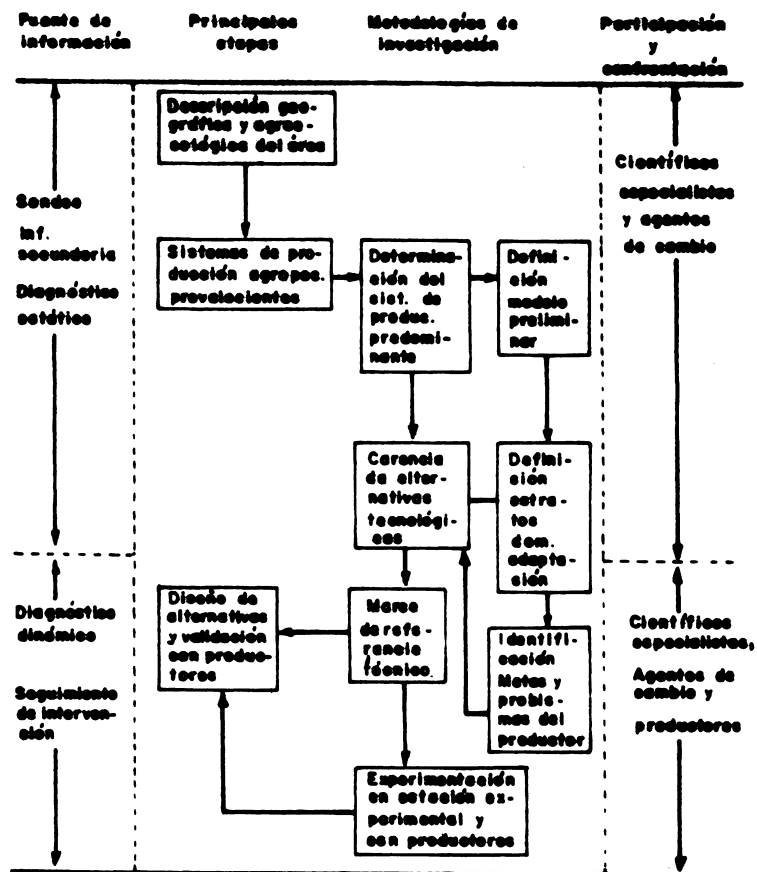 Fuente de
información
Principales
etapas
Metodologías de
investigación
Participación
y
confrontación
Descripción geo-
gráfica y agroe-
cológica del área
Sondeo
Inf.
secundaria
Diagnóstico
estático
Científicos
especialistas
y agentes
de cambio
Sistemas de pro-
ducción agropec.
prevalecientes
Determina-
ción del
sist. de
produc.
predomi-
nante
Defini-
ción
modelo
prelimi-
nar
Carencia
de alter-
nativas
tecnológi-
cas
Defini-
ción
estra-
tos
dom.
adapta-
ción
Diagnóstico
dinámico
Seguimiento
de interven-
ción
Diseño de
alternativas
y validación
con produc-
tores
Marco
de refe-
rencia
técnico.
Identifi-
cación
Metas y
proble-
mas del
productor
Científicos
especialistas,
Agentes de
cambio y
productores
Experimentación
en estación ex-
perimental y
con productores